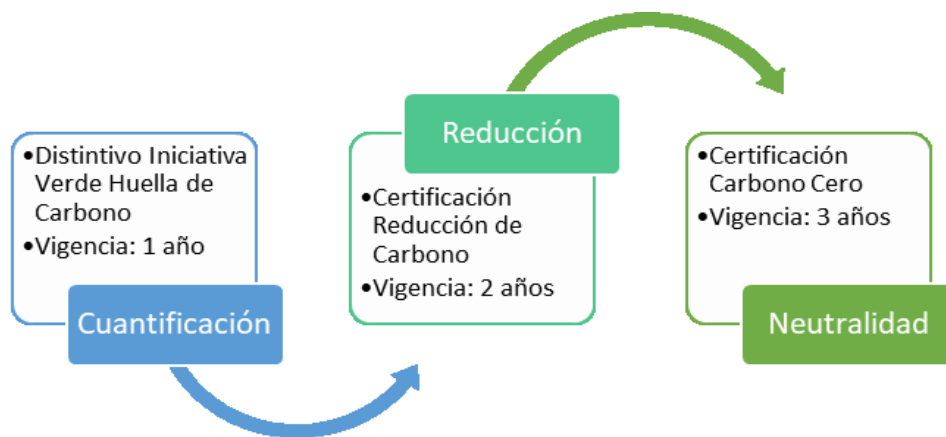 •Distintivo Iniciativa
Verde Huella de
Carbono
•Vigencia: 1 año
Cuantificación
Reducción
•Certificación
Reducción de
Carbono
•Vigencia: 2 años
•Certificación
Carbono Cero
•Vigencia: 3 años
Neutralidad